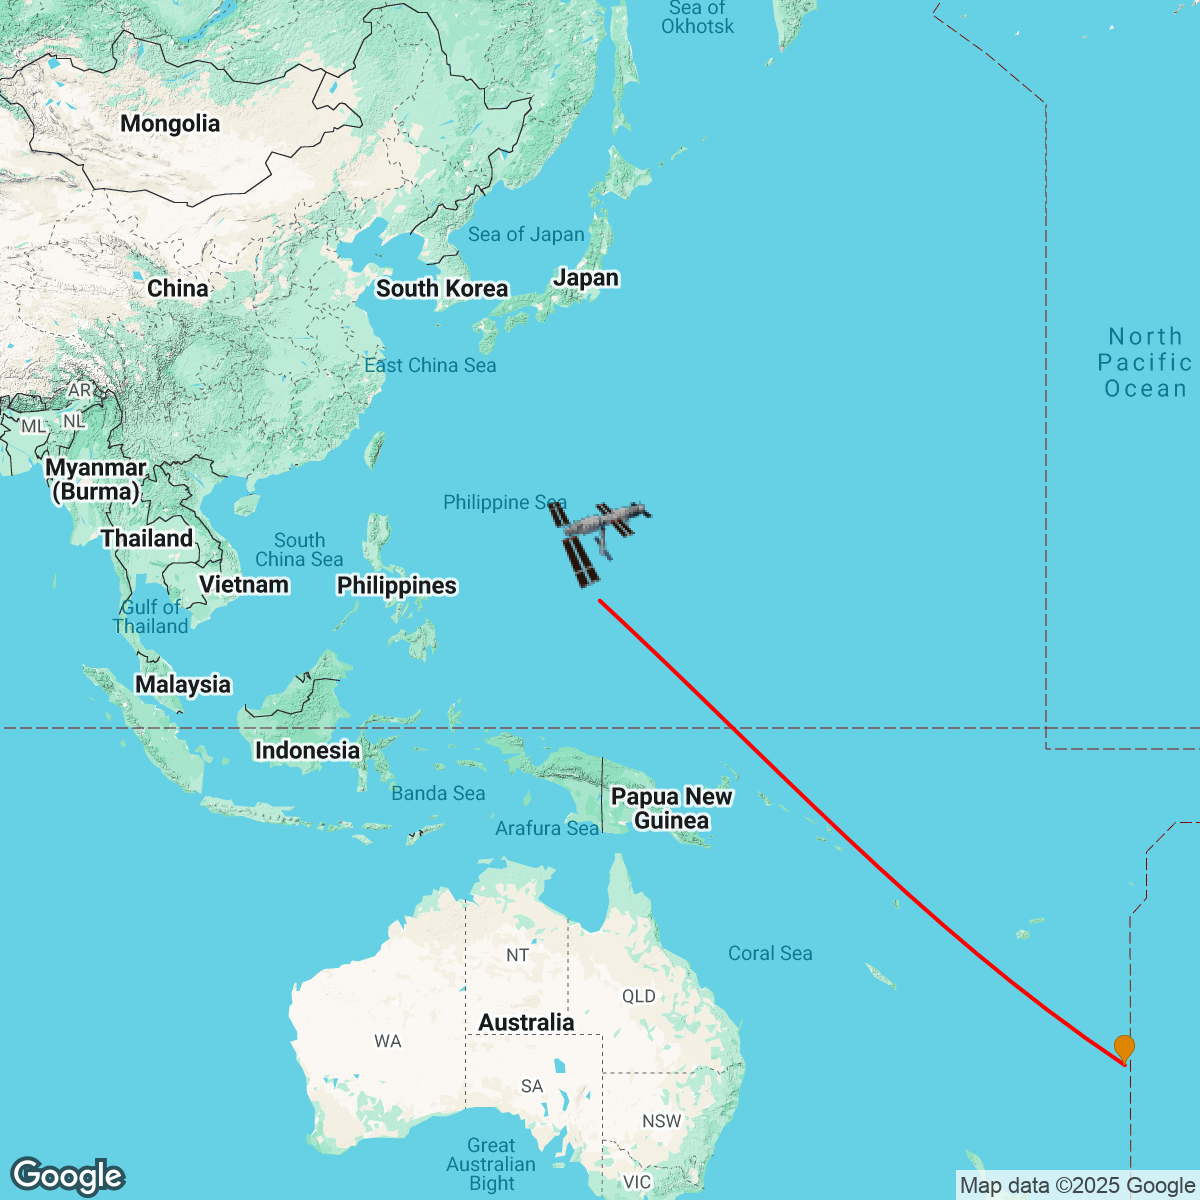 Sea of
Okhotsk
Mongolia
Sea of Japan
Japan
South Korea
China
North
Pacific
Ocean
East China Sea
AR
NL
ML
Myanmar
(Burma)
Philippine Sea
Thailand
South
China Sea
Vietnam
Philippines
Gulf of
Thailand
Malaysia
Indonesia
Banda Sea
Papua New
Guinea
Arafura Sea
NT
Coral Sea
QLD
Australia
WA
SA
NSW
Great
Australian
Bight
VIC
Google
Map data ©2025 Google